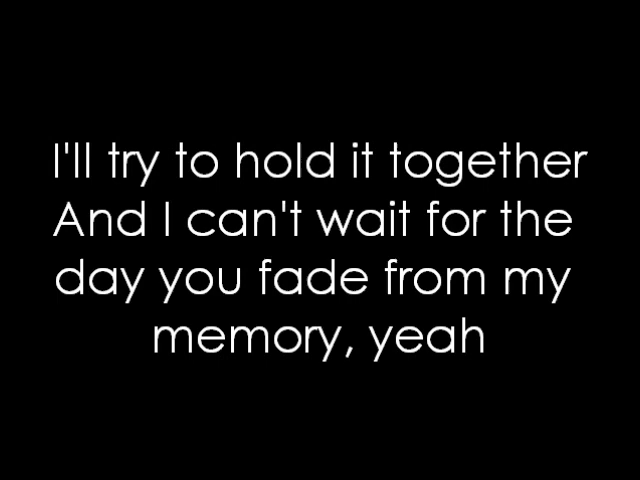 I'll try to hold it together
And I can't wait for the
day you fade from my
memory, yeah